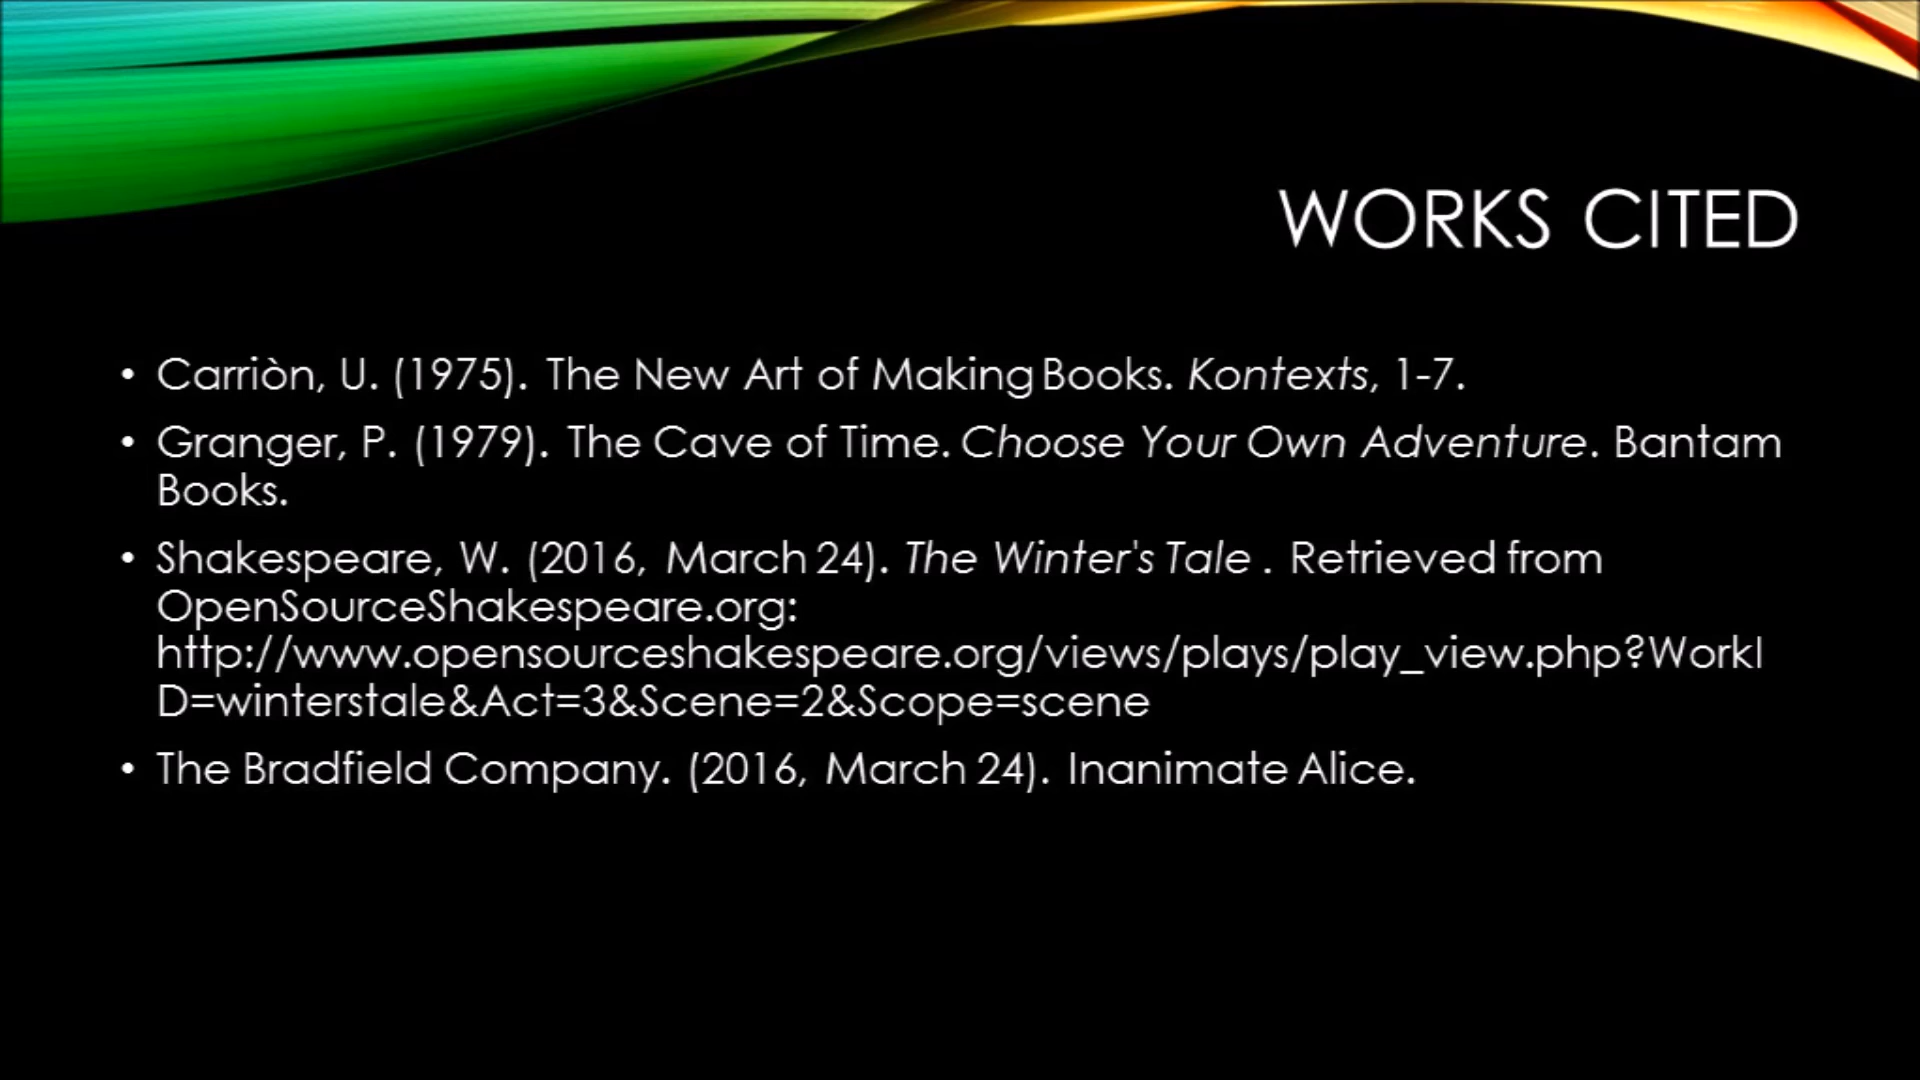 WORKS CITED
• Carriòn, U. (1975). The New Art of Making Books. Kontexts, 1-7.
• Granger, P. (1979). The Cave of Time. Choose Your Own Adventure. Bantam
Books.
• Shakespeare, W. (2016, March 24). The Winter's Tale . Retrieved from
OpenSourceShakespeare.org:
http://www.opensourceshakespeare.org/views/plays/play_view.php?WorkI
D=winterstale&Act=3&Scene=2&Scope=scene
• The Bradfield Company. (2016, March 24). Inanimate Alice.